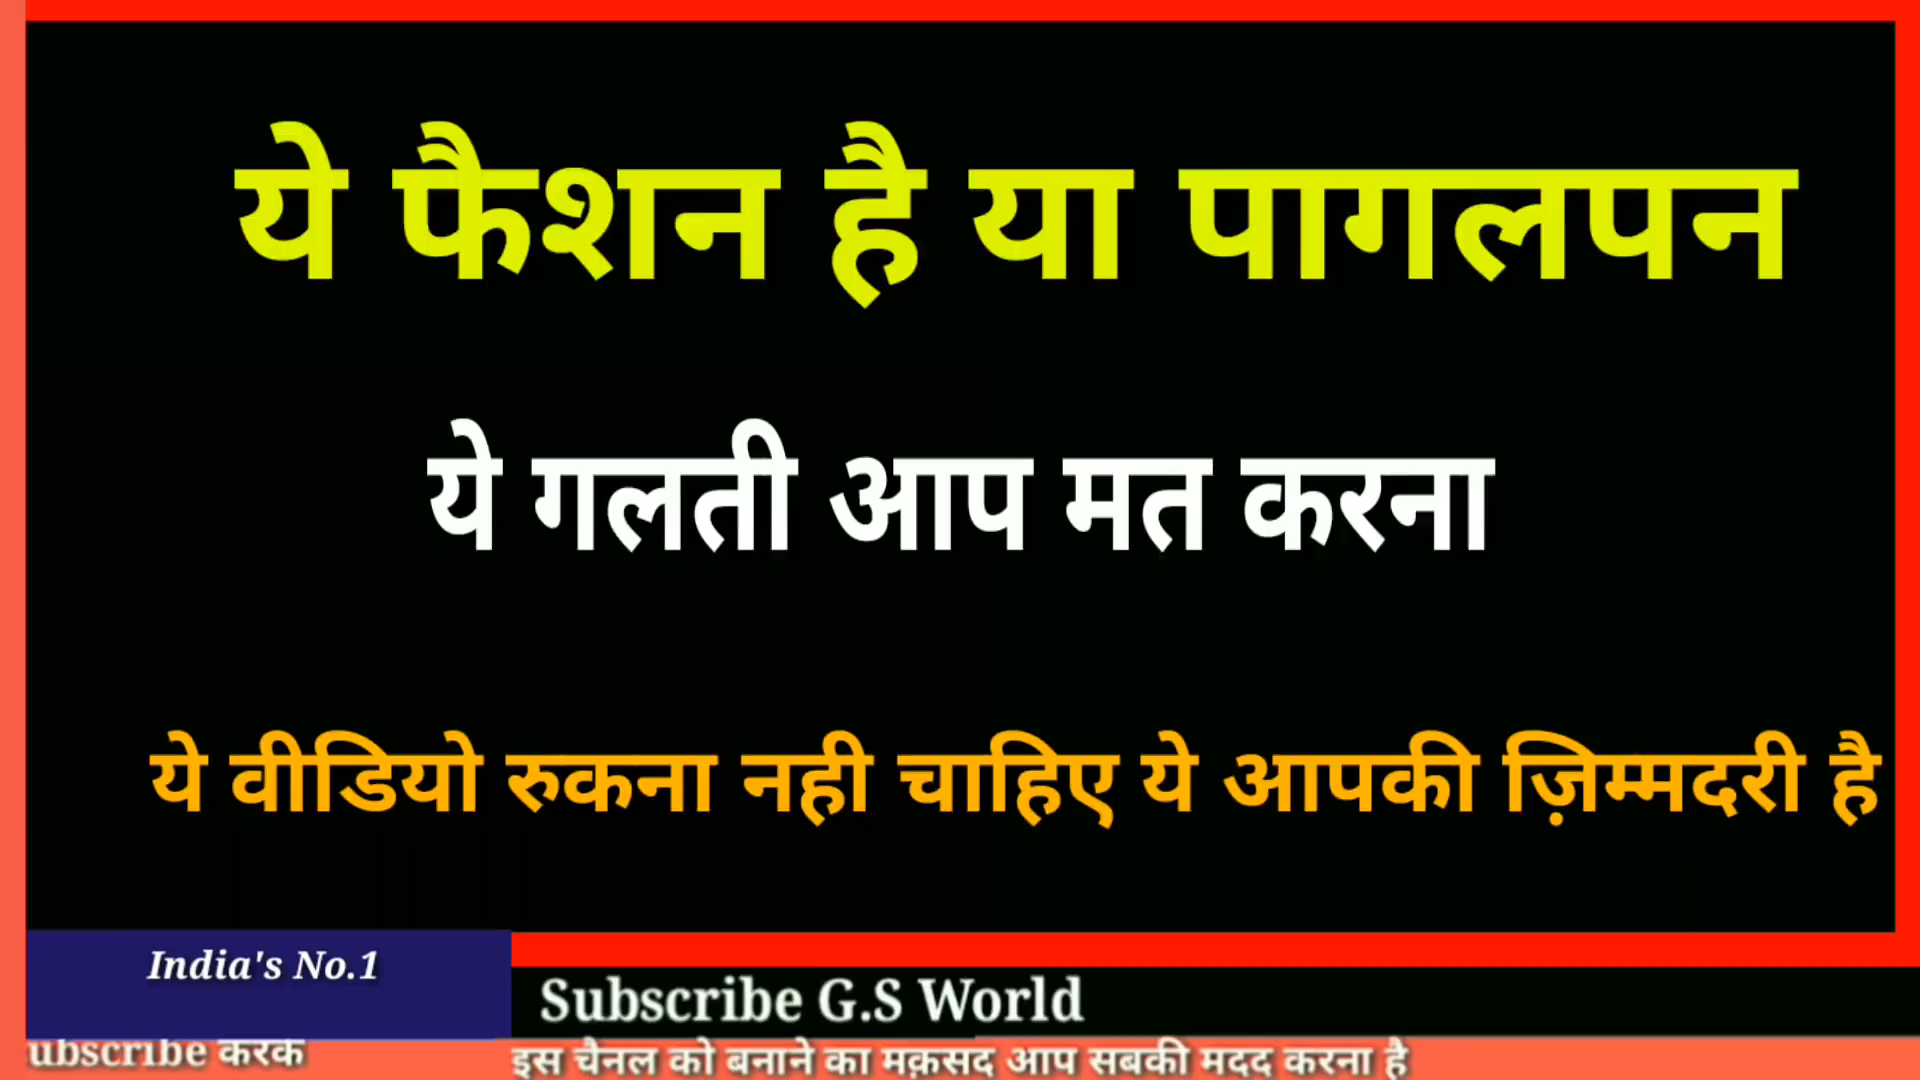 ये फैशन है या पागलपन
ये गलती आप मत करना
ये वीडियो रुकना नही चाहिए ये आपकी ज़िम्मदरी है
India's No.1
Subscribe G.S World
ubscribe करक
इस चैनल को बनाने का मक़सद आप सबकी मदद करना है